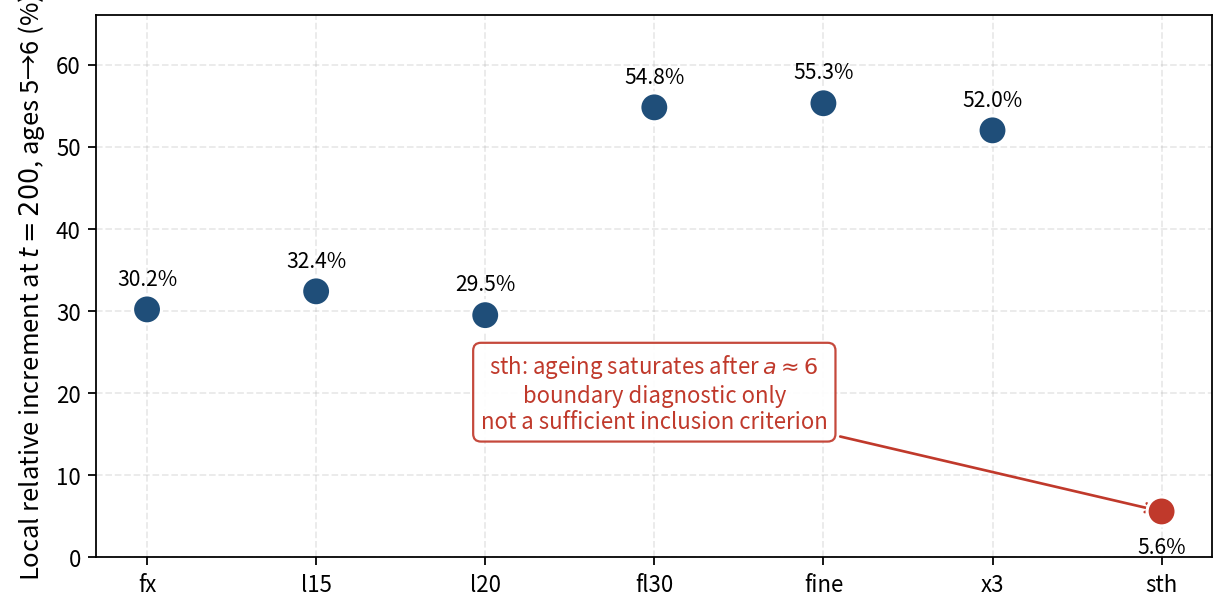 Local relative increment at t = 200, ages 5→6 (%)
60
50
40
30
20
10
0
30.2%
32.4%
29.5%
54.8%
55.3%
52.0%
5.6%
sth: ageing saturates after a ≈ 6
boundary diagnostic only
not a sufficient inclusion criterion
fx
l15
l20
fl30
fine
x3
sth